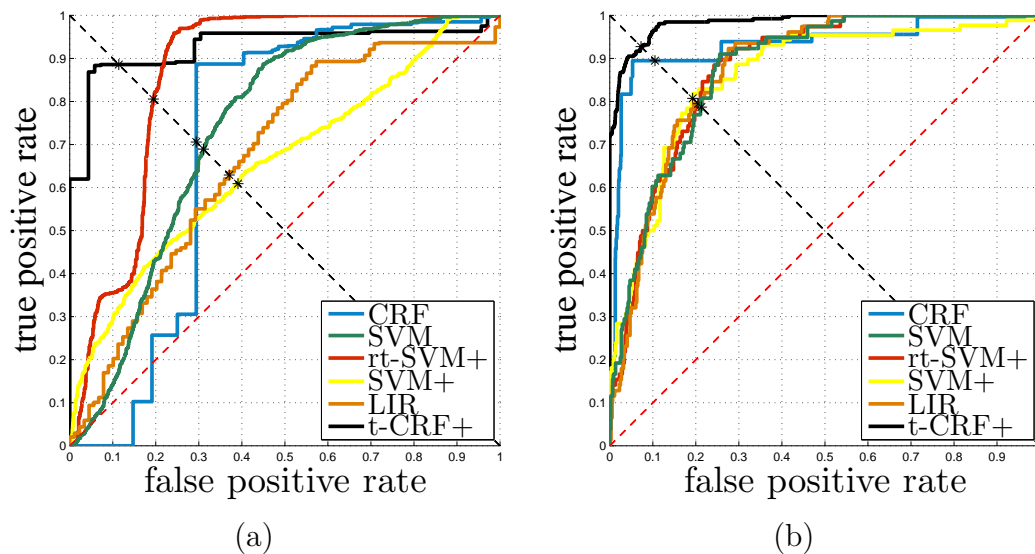 1
0.9
0.8
0.7
0.6
0.5
0.4
0.3
0.2
0.1
0
0 0.1 0.2 0.3 0.4 0.5 0.6 0.7 0.8 0.9 1
true positive rate
false positive rate
CRF
SVM
rt-SVM+
SVM+
LIR
t-CRF+
(a)
1
0.9
0.8
0.7
0.6
0.5
0.4
0.3
0.2
0.1
0
0 0.1 0.2 0.3 0.4 0.5 0.6 0.7 0.8 0.9 1
true positive rate
false positive rate
CRF
SVM
rt-SVM+
SVM+
LIR
t-CRF+
(b)